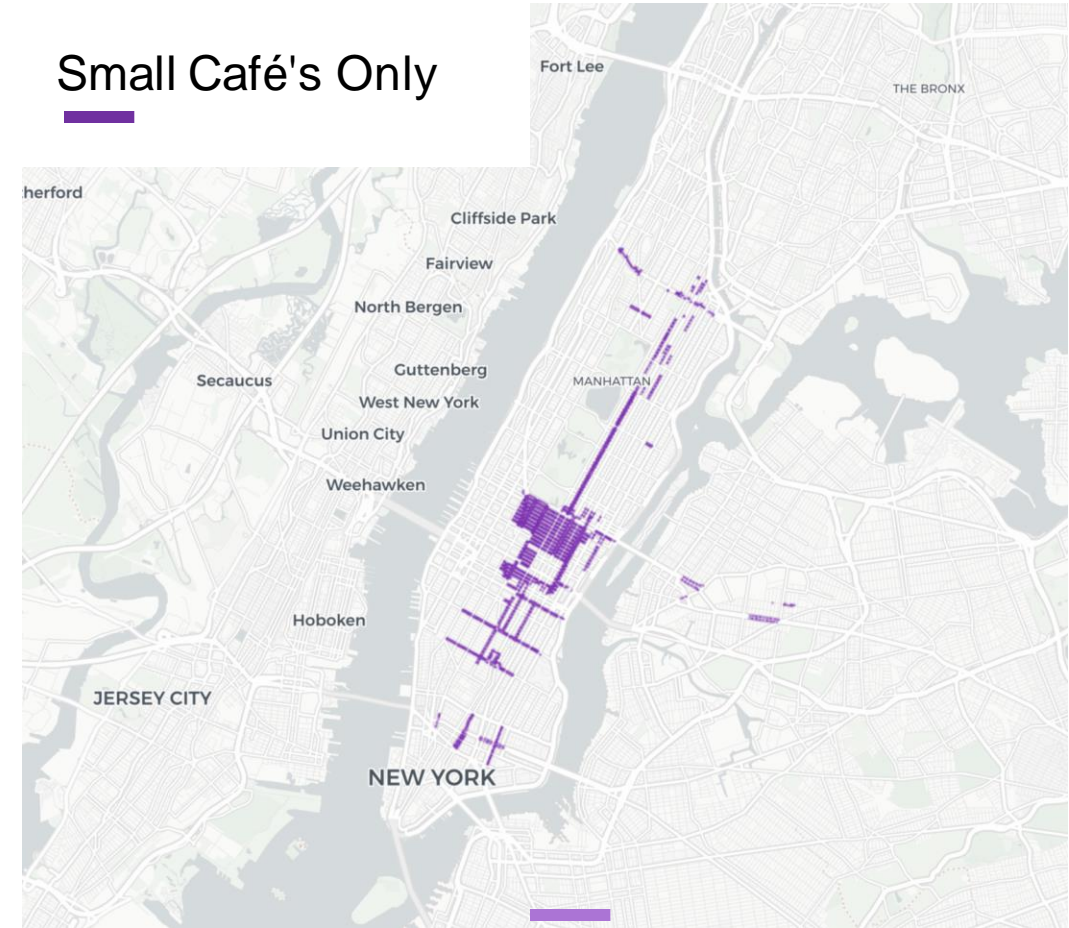 Small Café's Only
Fort Lee
THE BRONX
herford
Cliffside Park
Fairview
North Bergen
Guttenberg
Secaucus
MANHATTAN
West New York
Union City
Weehawken
Hoboken
JERSEY CITY
NEW YORK